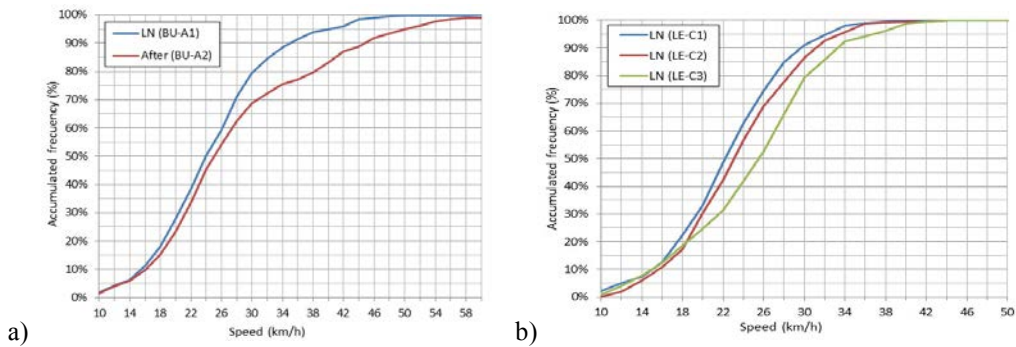 100%
90%
80%
70%
60%
50%
40%
30%
20%
10%
0%
Accumulated frecuency (%)
LN (BU-A1)
After (BU-A2)
10 14 18 22 26 30 34 38 42 46 50 54 58
Speed (km/h)
a)
100%
90%
80%
70%
60%
50%
40%
30%
20%
10%
0%
Accumulated frecuency (%)
LN (LE-C1)
LN (LE-C2)
LN (LE-C3)
10 14 18 22 26 30 34 38 42 46 50
Speed (km/h)
b)